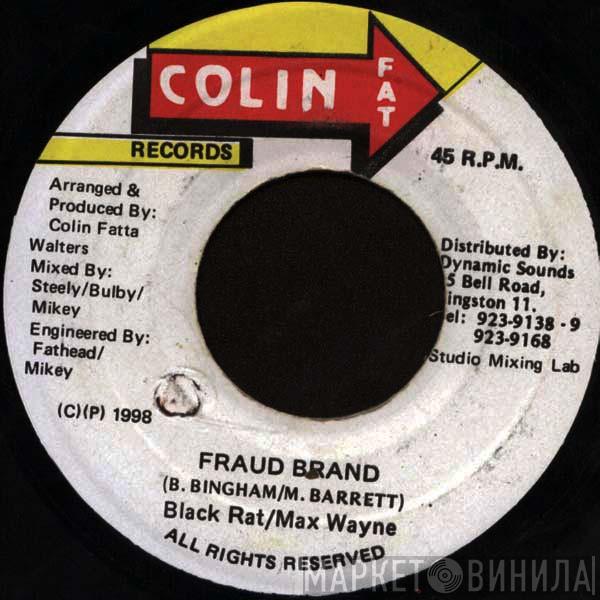 COLIN
FAT
RECORDS
45 R.P.M.
Arranged &
Produced By:
Colin Fatta
Walters
Mixed By:
Steely/Bulby/
Mikey
Engineered By:
Fathead/
Mikey
(C)(P) 1998
Distributed By:
Dynamic Sounds
5 Bell Road,
ingston 11.
el: 923-9138 - 9
923-9168
Studio Mixing Lab
FRAUD BRAND
(B. BINGHAM/M. BARRETT)
Black Rat/Max Wayne
ALL RIGHTS RESERVED
МАРКЕТ ВИНИЛА